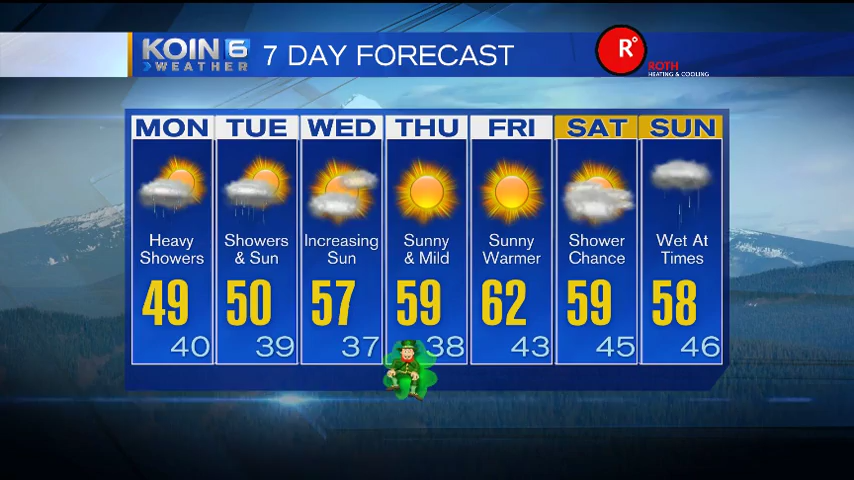 KOIN 6
WEATHER
7 DAY FORECAST
R°
ROTH
HEATING & COOLING
MON TUE WED THU FRI SAT SUN
Heavy Showers Increasing Sunny Sunny Shower Wet At
Showers & Sun Sun & Mild Warmer Chance Times
49 50 57 59 62 59 58
40 39 37 38 43 45 46